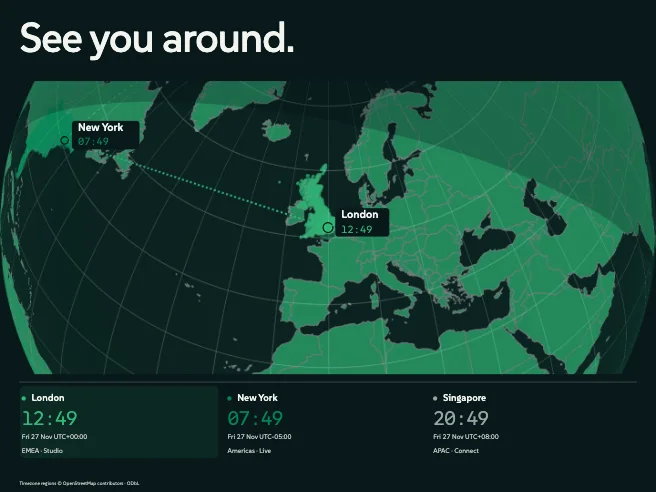 See you around.
New York
07:49
London
12:49
London
12:49
Fri 27 Nov UTC+00:00
EMEA · Studio
New York
07:49
Fri 27 Nov UTC-05:00
Americas · Live
Singapore
20:49
Fri 27 Nov UTC+08:00
APAC · Connect
Timezone regions © OpenStreetMap contributors · ODbL